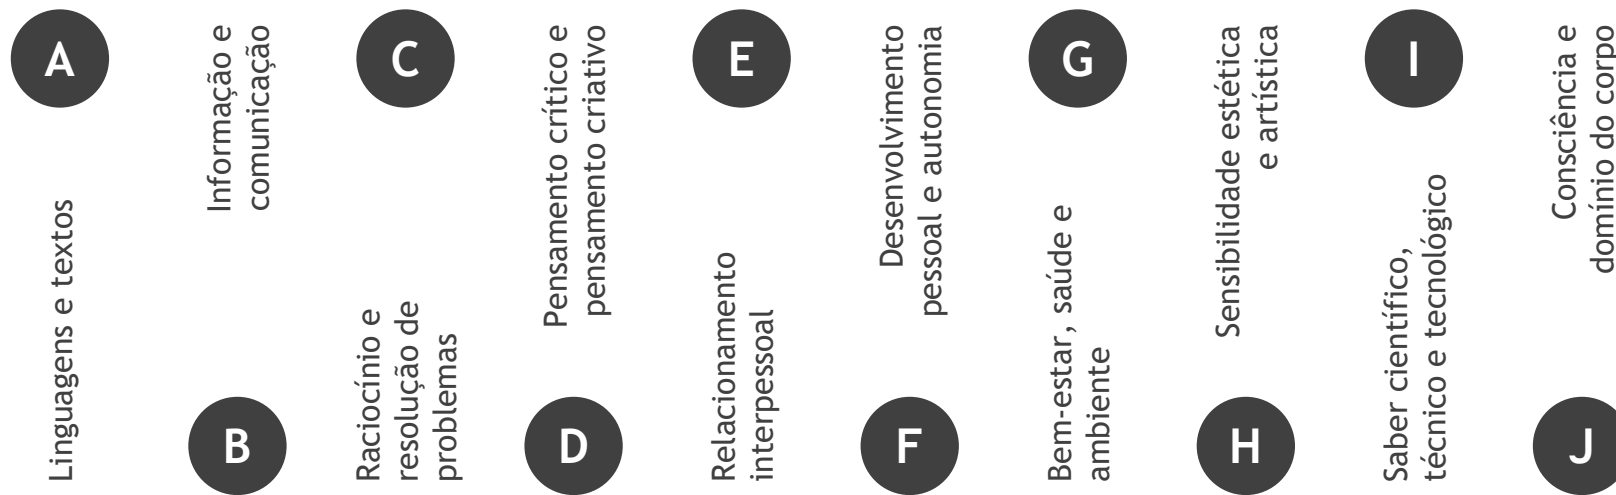 A
Linguagens e textos
Informação e
comunicação
B
C
Raciocínio e
resolução de
problemas
Pensamento crítico e
pensamento criativo
D
E
Relacionamento
interpessoal
Desenvolvimento
pessoal e autonomia
F
G
Bem-estar, saúde e
ambiente
Sensibilidade estética
e artística
H
I
Saber científico,
técnico e tecnológico
Consciência e
domínio do corpo
J